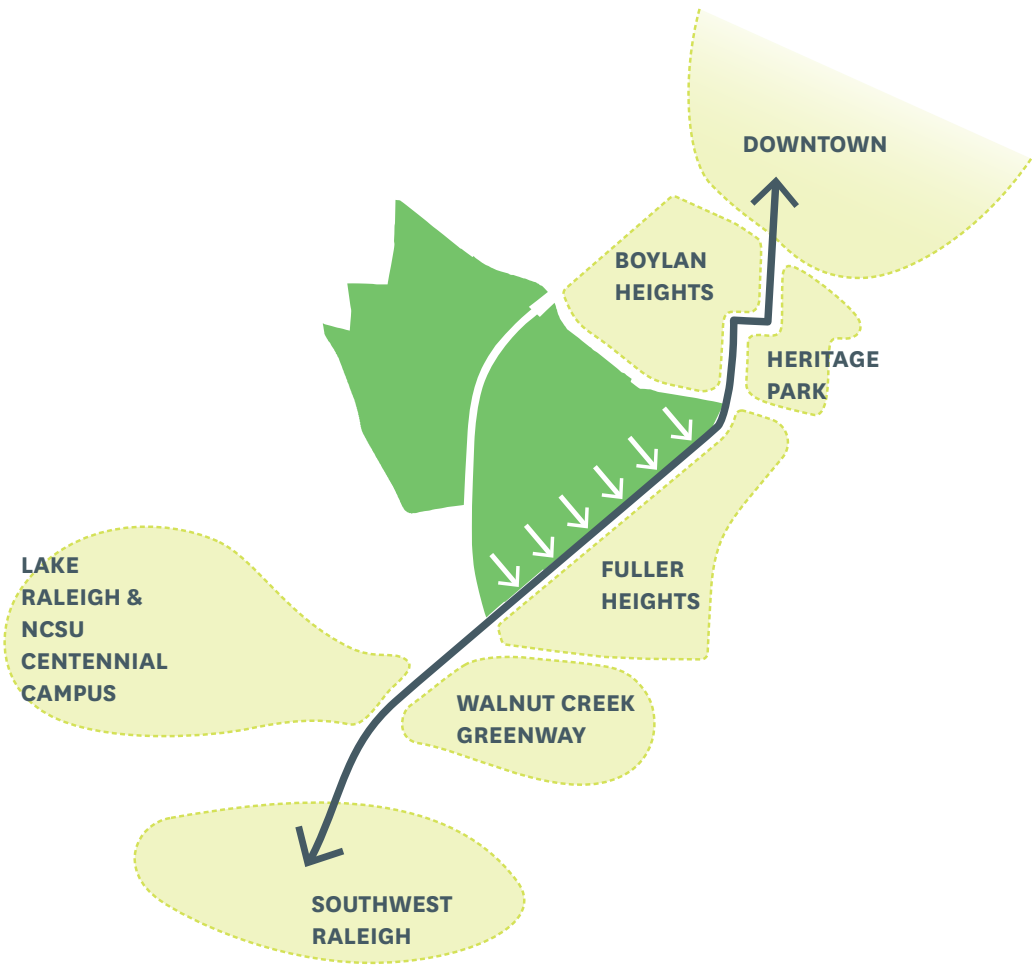 DOWNTOWN
BOYLAN
HEIGHTS
HERITAGE
PARK
FULLER
HEIGHTS
LAKE
RALEIGH &
NCSU
CENTENNIAL
CAMPUS
WALNUT CREEK
GREENWAY
SOUTHWEST
RALEIGH